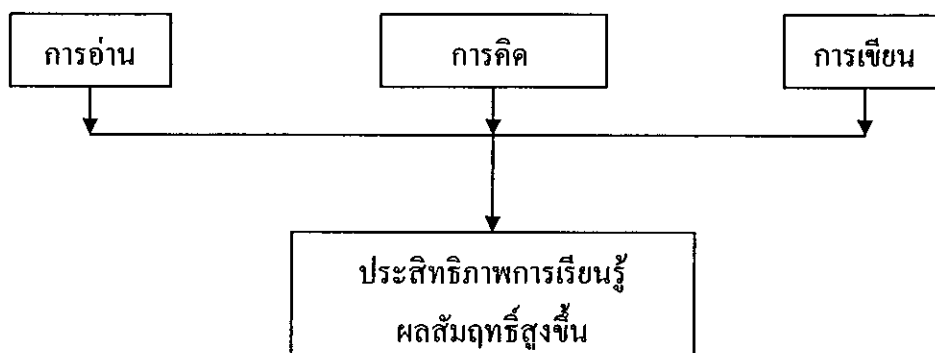 การอ่าน
การคิด
การเขียน
ประสิทธิภาพการเรียนรู้
ผลสัมฤทธิ์สูงขึ้น